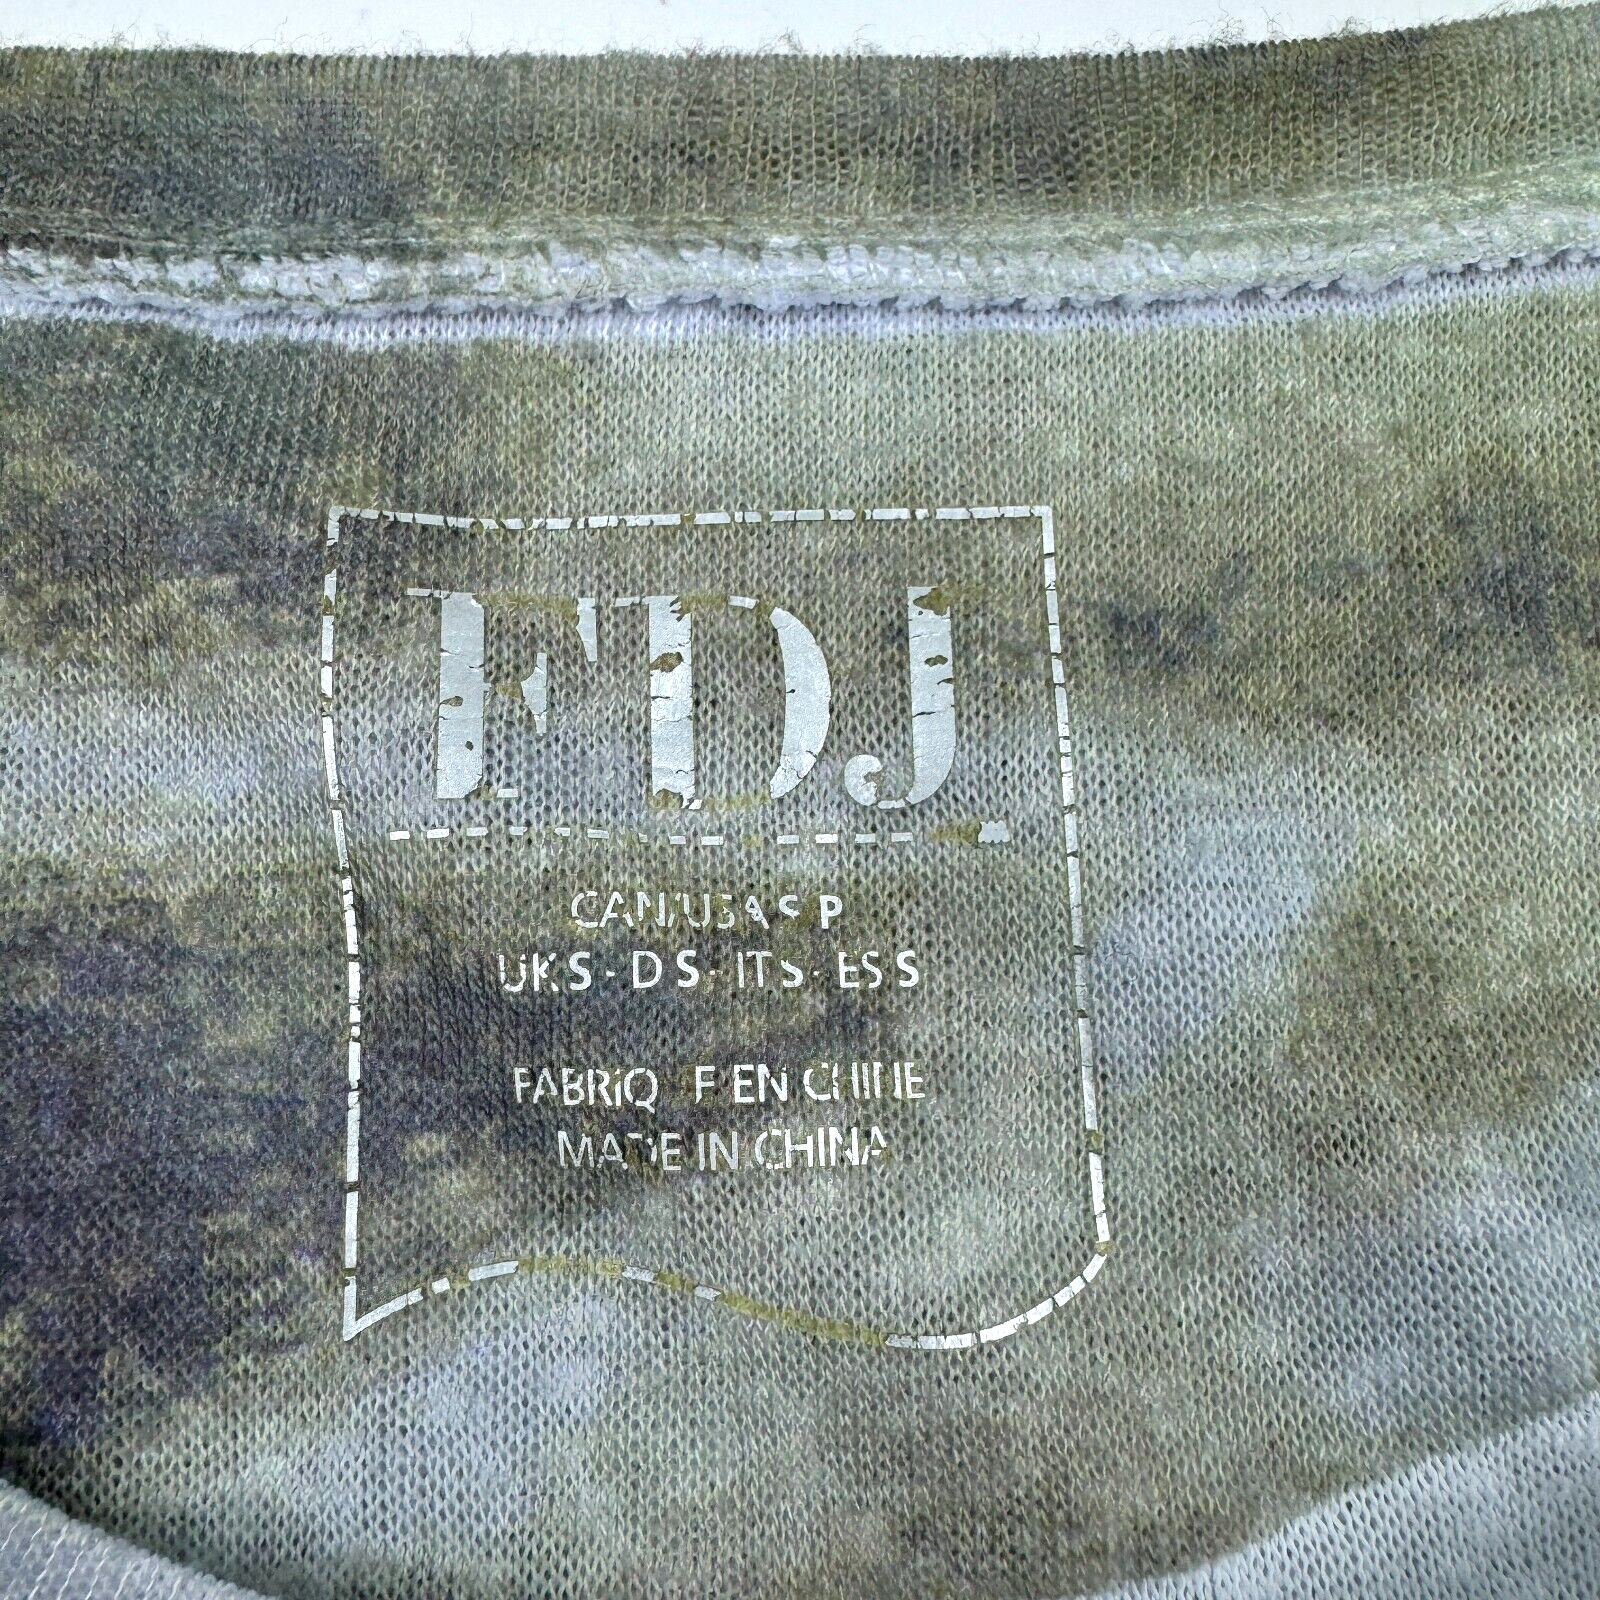 FDJ
CAN/USA S P
UK S - D S - IT S - ES S
FABRIQ E EN CHINE
MADE IN CHINA